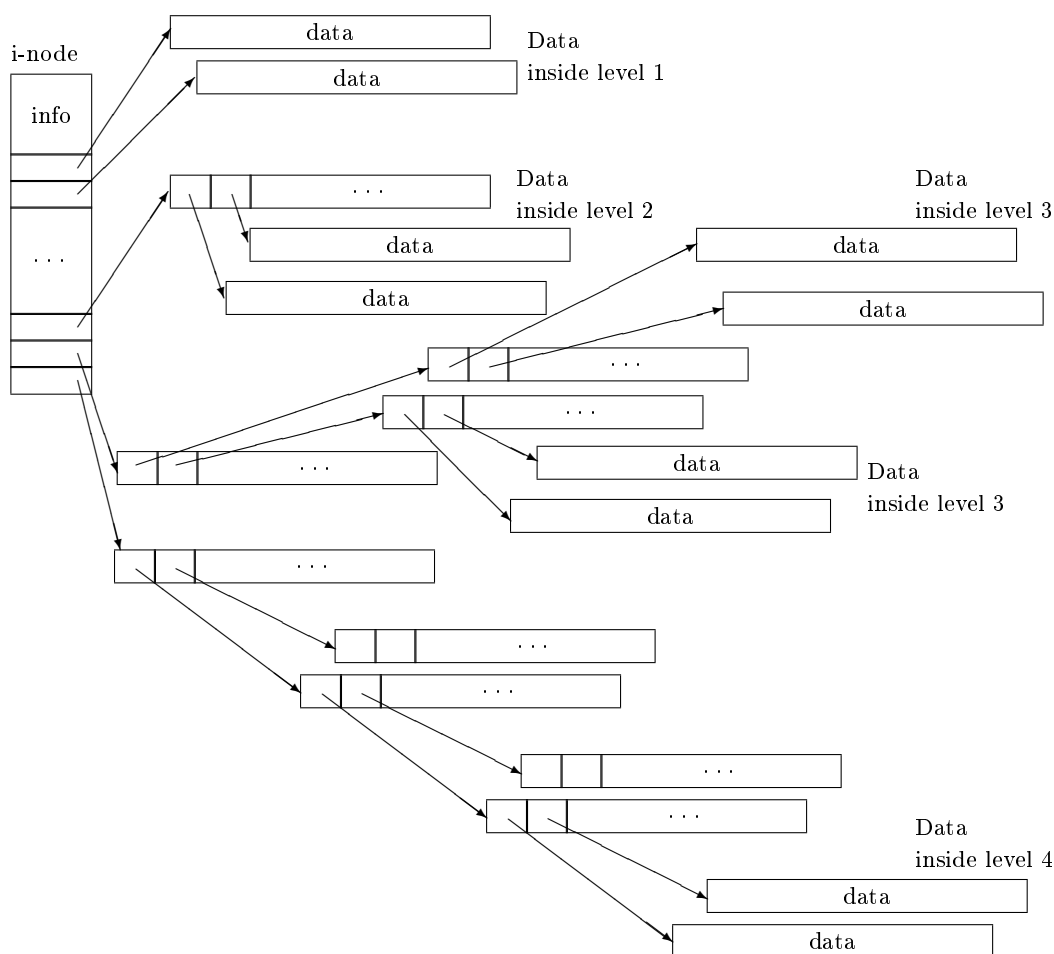 data
Data
i-node
inside level 1
data
info
Data
Data
. . .
inside level 2
inside level 3
data
data
. . .
data
data
. . .
. . .
data
Data
. . .
inside level 3
data
. . .
. . .
. . .
. . .
. . .
Data
inside level 4
data
data